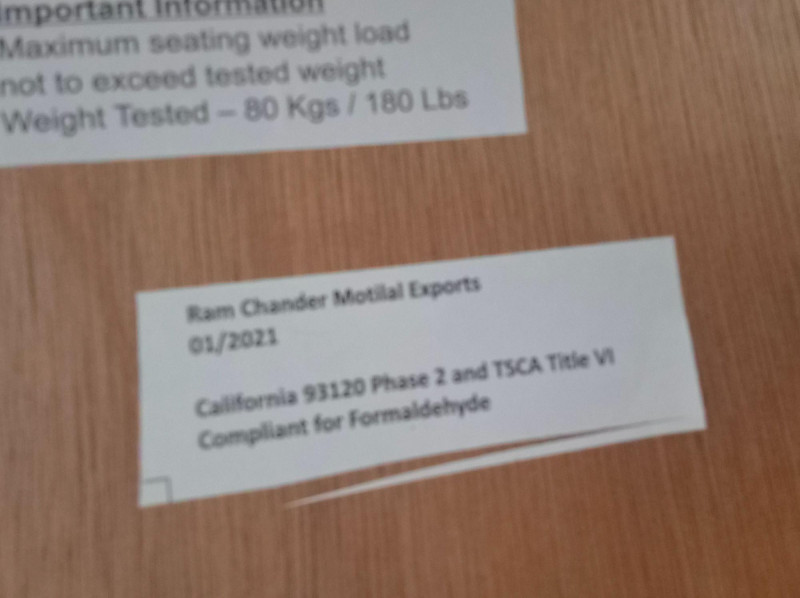 Important Information
Maximum seating weight load
not to exceed tested weight
Weight Tested – 80 Kgs / 180 Lbs
Ram Chander Motilal Exports
01/2021
California 93120 Phase 2 and TSCA Title VI
Compliant for Formaldehyde